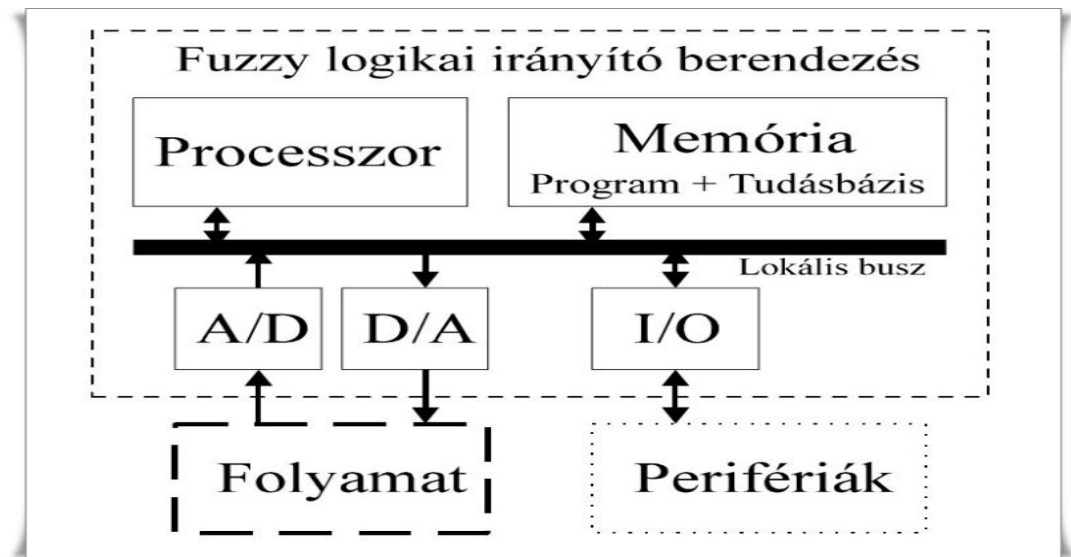 Fuzzy logikai irányító berendezés
Processzor
Memória
Program + Tudásbázis
Lokális busz
A/D
D/A
I/O
Folyamat
Perifériák